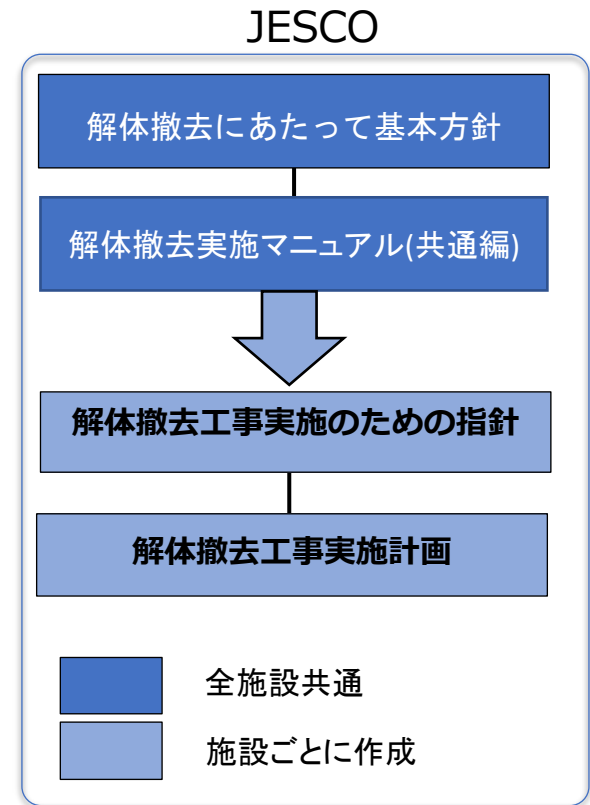 JESCO
解体撤去にあたって基本方針
解体撤去実施マニュアル(共通編)
解体撤去工事実施のための指針
解体撤去工事実施計画
全施設共通
施設ごとに作成